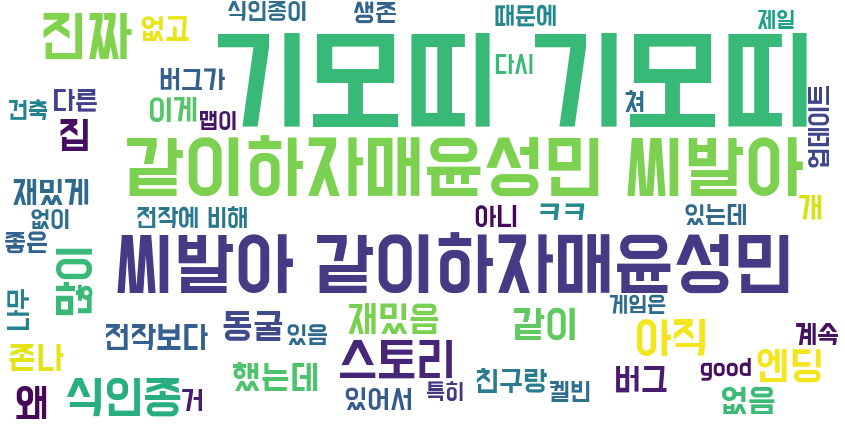 식인종이 생존 때문에 제일
진짜 없고 기모띠 기모띠
버그가 다시
건축 다른 이게 맵이 쳐 업데이트
집
같이하자매윤성민 씨발아
재밌게 개
없이 전작에 비해 아니 ㅋㅋ 있는데
좋은 씨발아 같이하자매윤성민
많이
나만 게임은
전작보다 동굴 있음 재밌음 같이 아직 계속
존나 스토리 good 엔딩
했는데 친구랑 버그
왜 식인종 거 있어서 특히 켈빈 없음